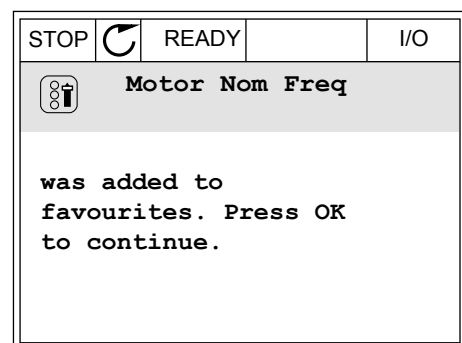 STOP READY I/O
Motor Nom Freq
was added to
favourites. Press OK
to continue.